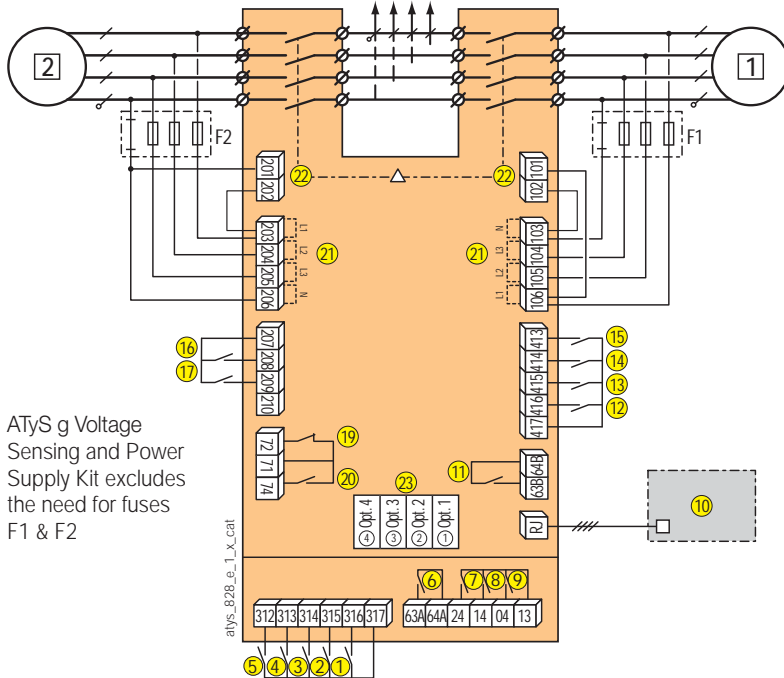 2
1
F2
F1
22
22
201
202
101
102
203
204
205
206
L1
L2
L3
N
21
21
N
L3
L2
L1
103
104
105
106
16
17
207
208
209
210
413
414
415
416
417
15
14
13
12
ATyS g Voltage
Sensing and Power
Supply Kit excludes
the need for fuses
F1 & F2
72
71
74
19
20
11
64B
63B
23
4 Opt. 4
3 Opt. 3
2 Opt. 2
1 Opt. 1
RJ
10
atys_828_e_1_x_cat
6
7
8
9
312
313
314
315
316
317
63A
64A
24
14
04
13
5
4
3
2
1